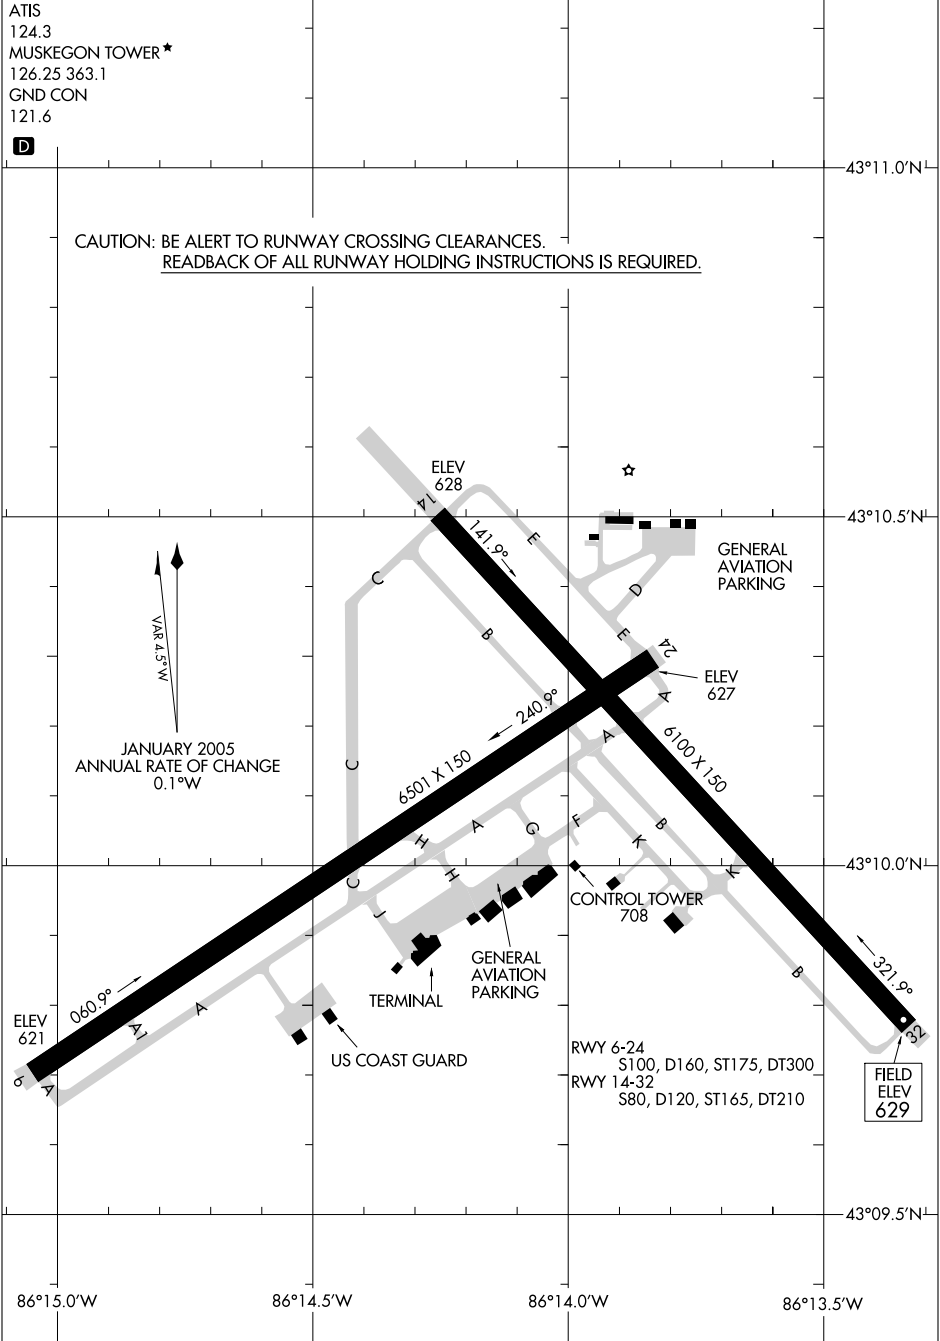 ATIS
124.3
MUSKEGON TOWER★
126.25 363.1
GND CON
121.6
D
43°11.0'N
CAUTION: BE ALERT TO RUNWAY CROSSING CLEARANCES.
READBACK OF ALL RUNWAY HOLDING INSTRUCTIONS IS REQUIRED.
ELEV
628
14
43°10.5'N
141.9°
E
GENERAL
AVIATION
PARKING
C
D
B
E
24
VAR 4.5° W
ELEV
627
A
240.9°
A
6100 X 150
JANUARY 2005
ANNUAL RATE OF CHANGE
0.1°W
C
6501 X 150
A
G
F
B
H
K
43°10.0'N
C
H
K
J
CONTROL TOWER
708
GENERAL
AVIATION
PARKING
TERMINAL
B
321.9°
060.9°
A
A1
ELEV
621
US COAST GUARD
32
RWY 6-24
S100, D160, ST175, DT300
RWY 14-32
S80, D120, ST165, DT210
6
A
FIELD
ELEV
629
43°09.5'N
86°15.0'W
86°14.5'W
86°14.0'W
86°13.5'W